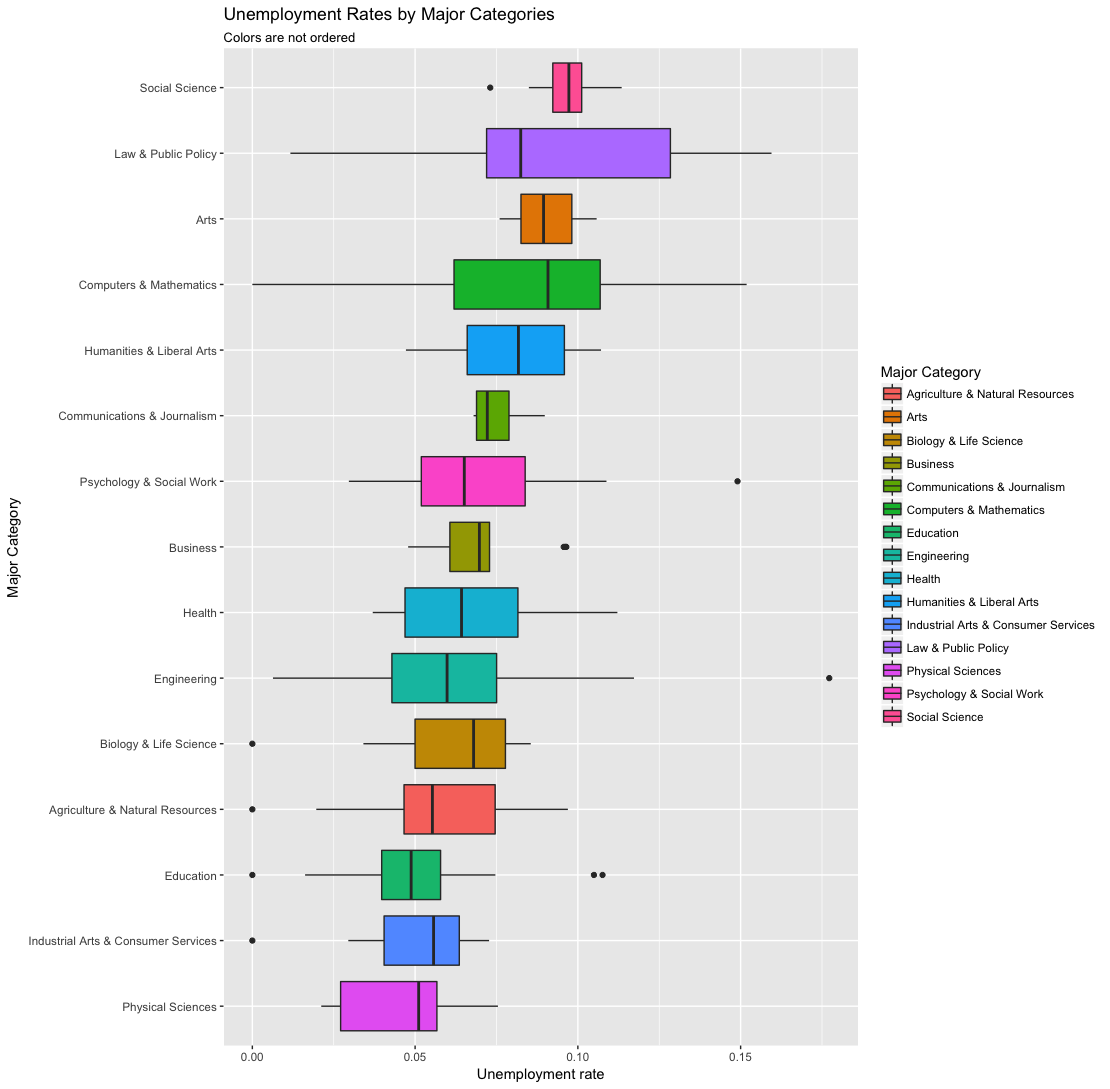 Unemployment Rates by Major Categories
Colors are not ordered
Major Category
Social Science
Law & Public Policy
Arts
Computers & Mathematics
Humanities & Liberal Arts
Communications & Journalism
Psychology & Social Work
Business
Health
Engineering
Biology & Life Science
Agriculture & Natural Resources
Education
Industrial Arts & Consumer Services
Physical Sciences
0.00 0.05 0.10 0.15
Unemployment rate
Major Category
Agriculture & Natural Resources
Arts
Biology & Life Science
Business
Communications & Journalism
Computers & Mathematics
Education
Engineering
Health
Humanities & Liberal Arts
Industrial Arts & Consumer Services
Law & Public Policy
Physical Sciences
Psychology & Social Work
Social Science